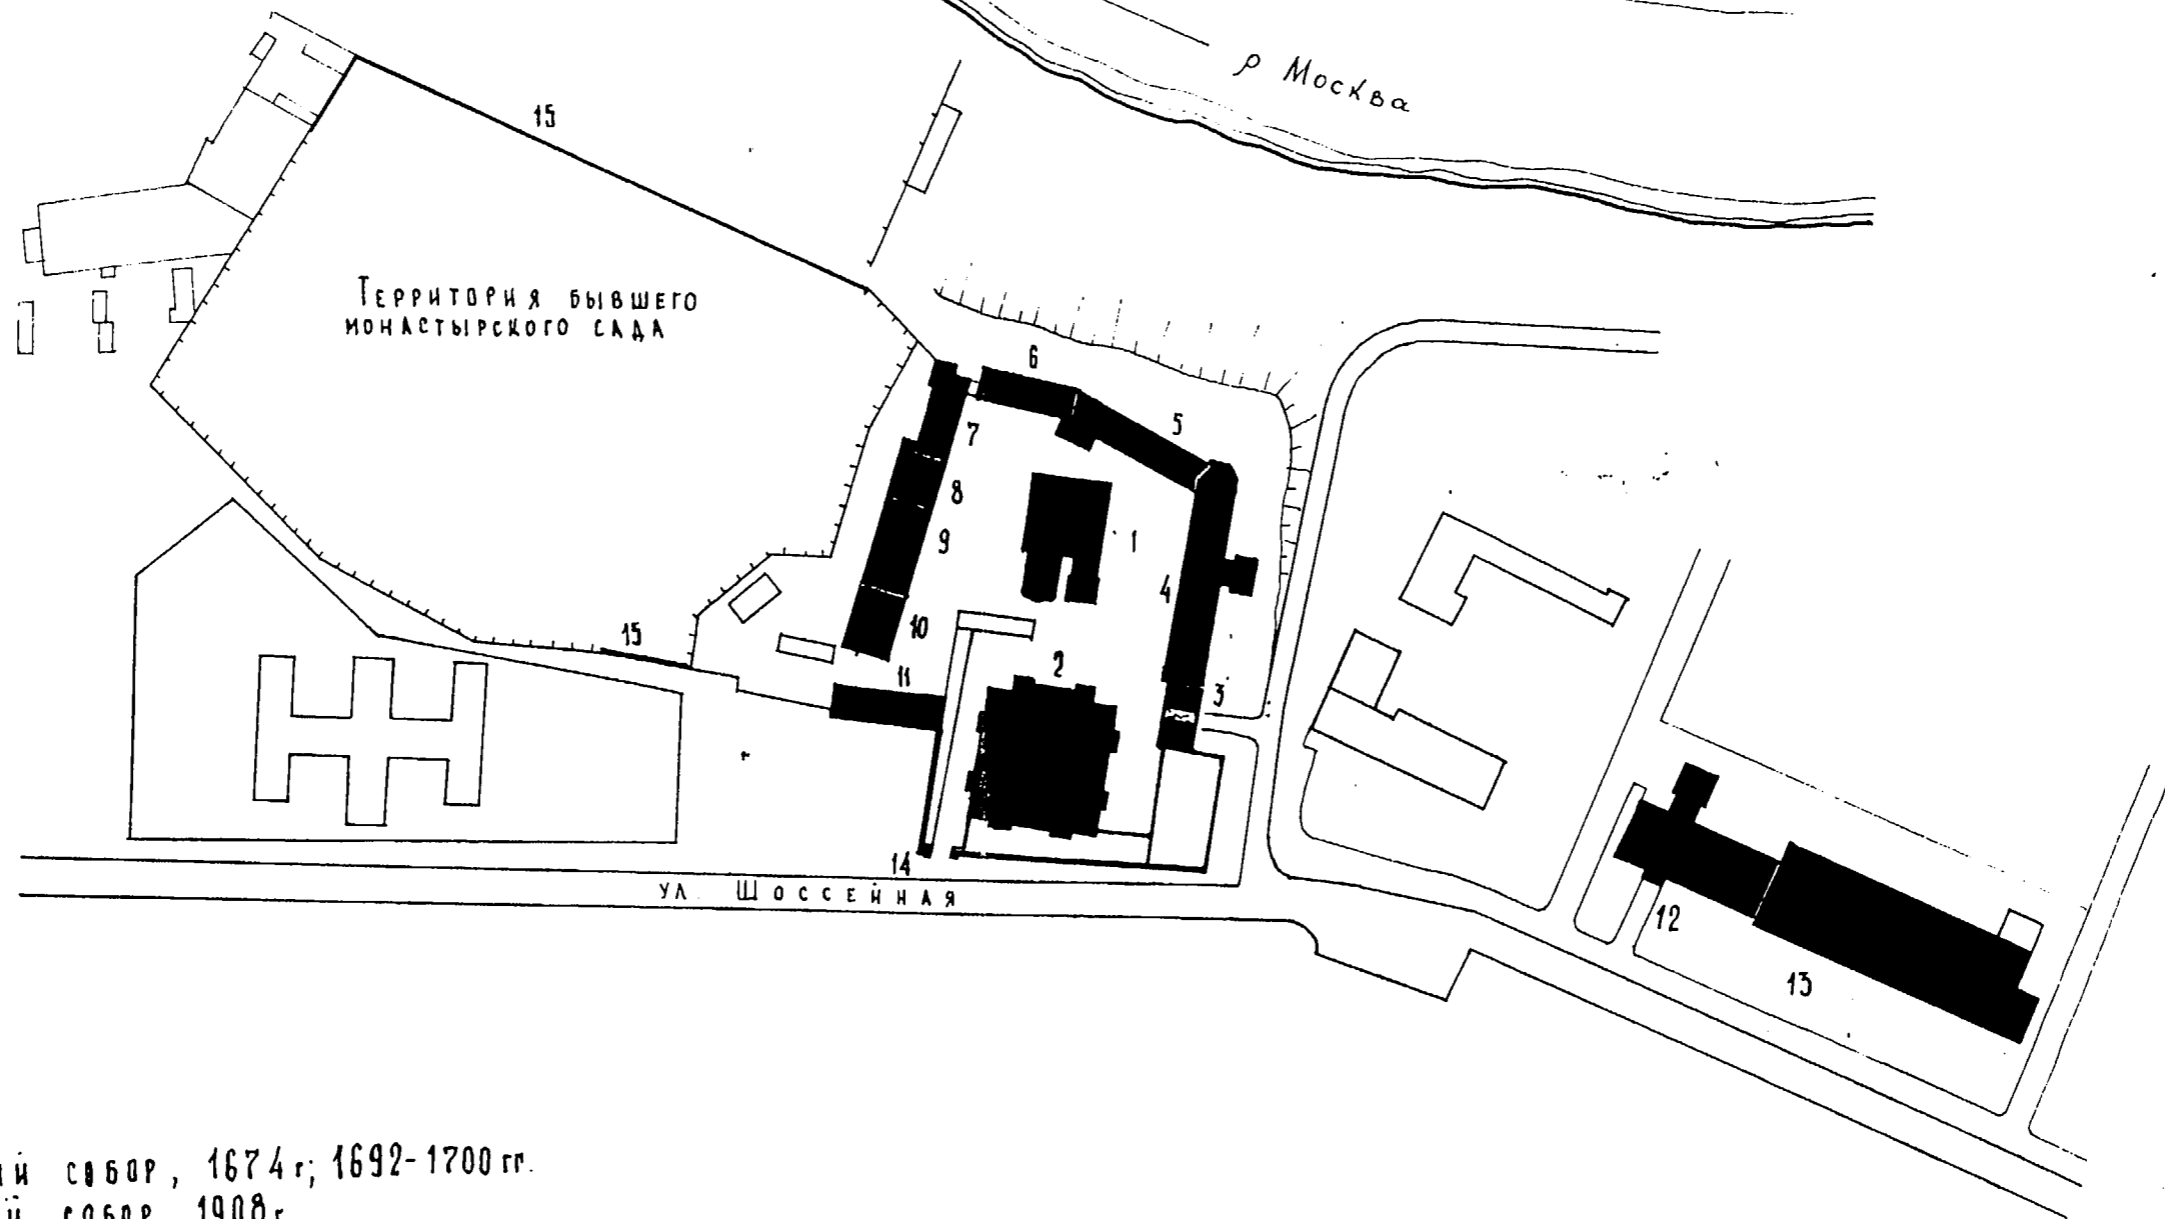 р Москва
15
Территория бывшего
монастырского сада
6
5
7
8
9
1
4
10
15
2
11
3
14
ул Шоссейная
12
13
собор, 1674 г; 1692-1700 гг.
собор 1908 г